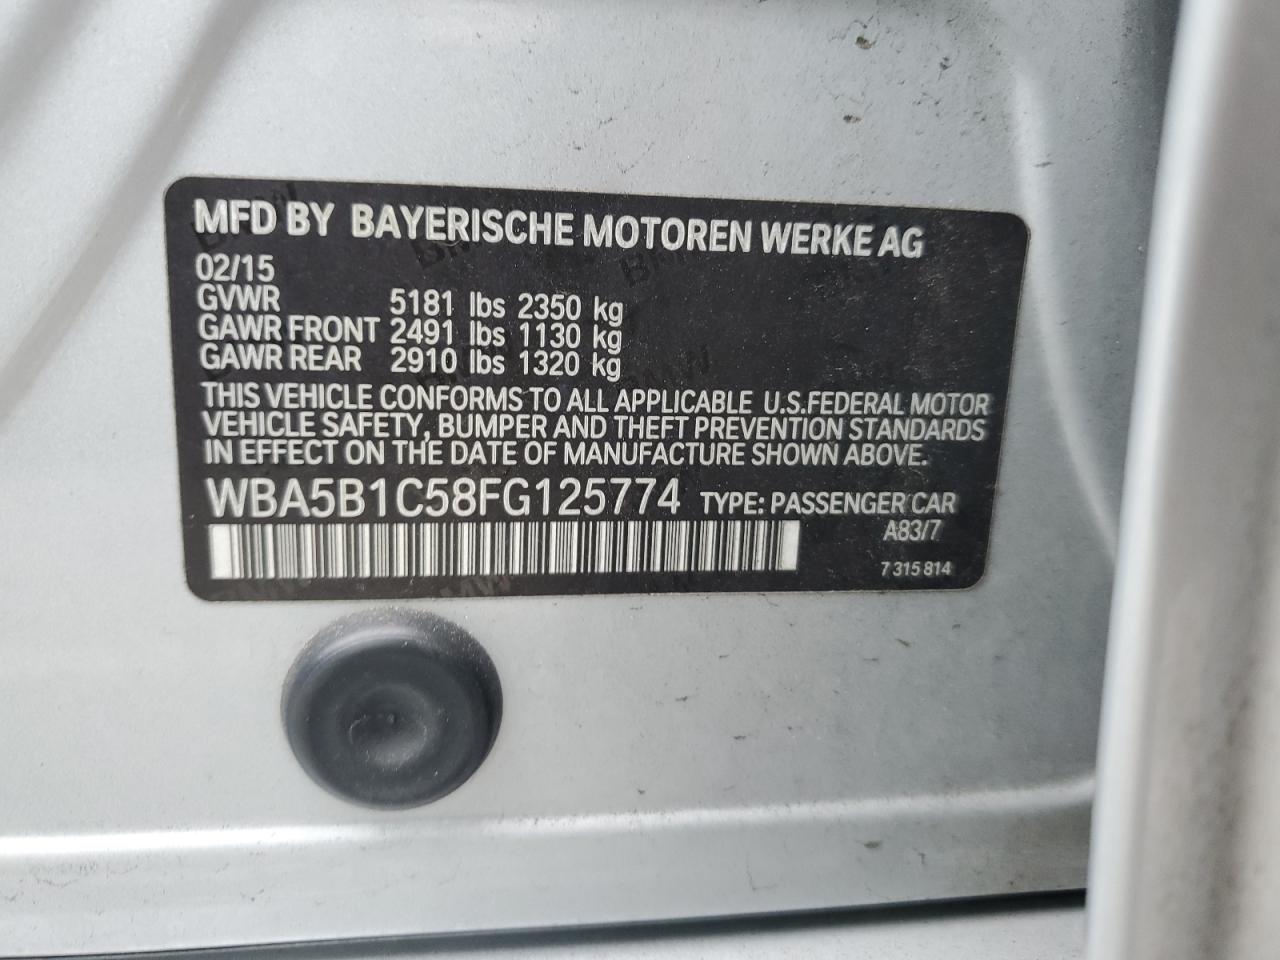 MFD BY BAYERISCHE MOTOREN WERKE AG
02/15
GVWR 5181 lbs 2350 kg
GAWR FRONT 2491 lbs 1130 kg
GAWR REAR 2910 lbs 1320 kg
THIS VEHICLE CONFORMS TO ALL APPLICABLE U.S.FEDERAL MOTOR
VEHICLE SAFETY, BUMPER AND THEFT PREVENTION STANDARDS
IN EFFECT ON THE DATE OF MANUFACTURE SHOWN ABOVE.
WBA5B1C58FG125774 TYPE: PASSENGER CAR
A83/7
7 315 814